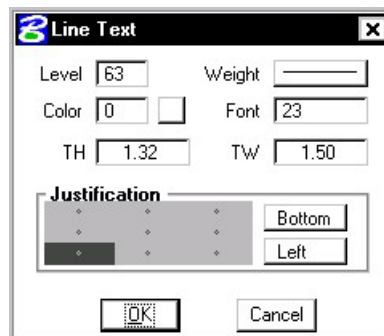 Line Text
Level 63 Weight
Color 0 Font 23
TH 1.32 TW 1.50
Justification
Bottom
Left
OK Cancel